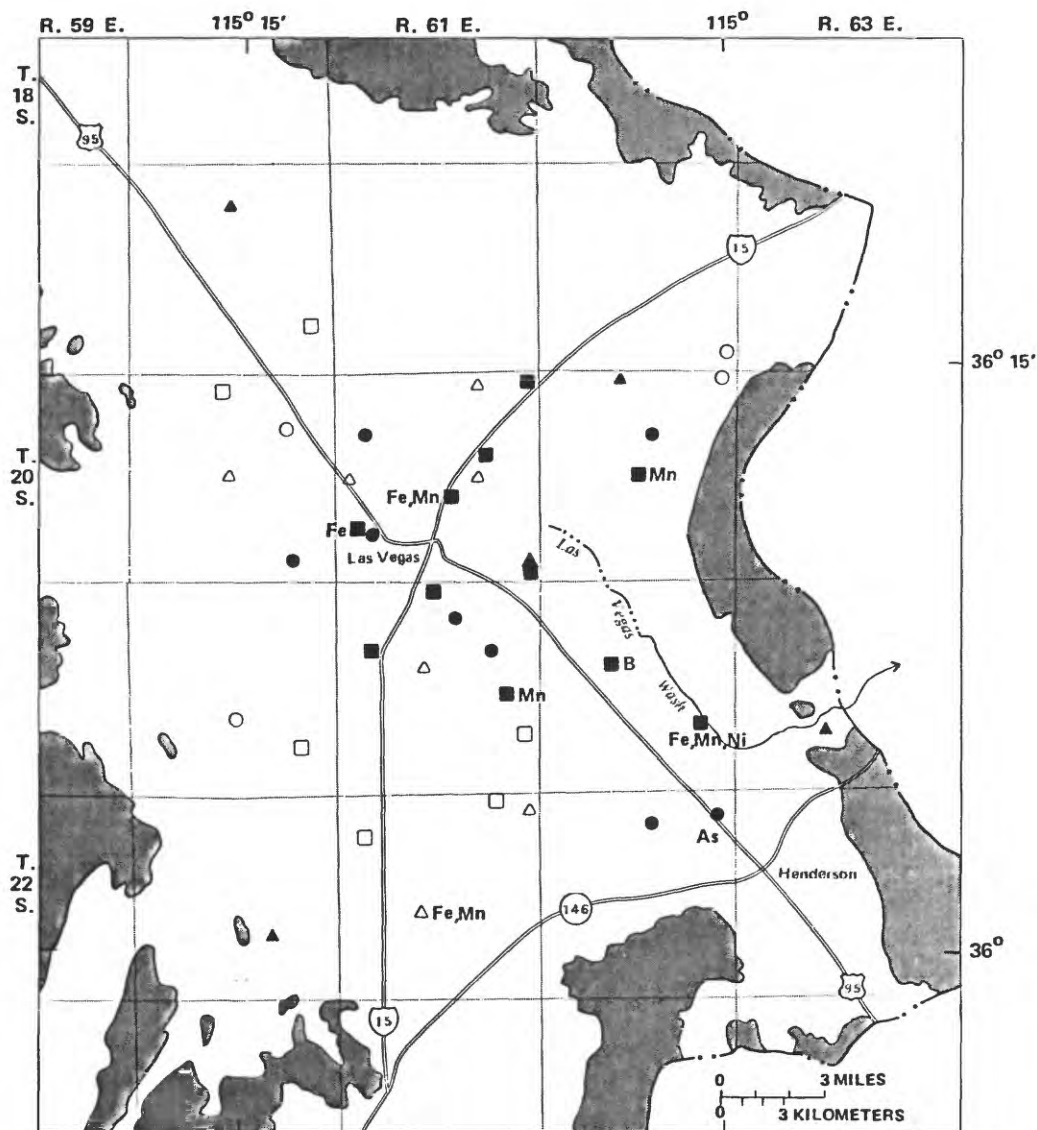 R. 59 E. 115° 15' R. 61 E. 115° R. 63 E.
T.
18
S.
95
15
36° 15'
T.
20
S.
Mn
Fe,Mn
Fe
Las Vegas
Las
Vegas
Wash
B
Mn
Fe,Mn,Ni
As
T.
22
S.
Henderson
Fe,Mn
146
36°
95
15
0 3 MILES
0 3 KILOMETERS